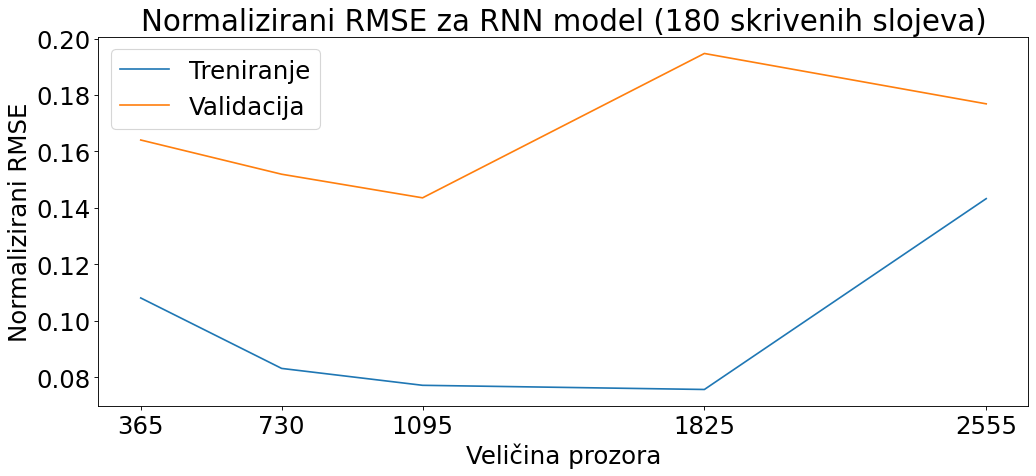 Normalizirani RMSE za RNN model (180 skrivenih slojeva)
0.20
0.18
0.16
0.14
0.12
0.10
0.08
Normalizirani RMSE
Treniranje
Validacija
365 730 1095 1825 2555
Veličina prozora